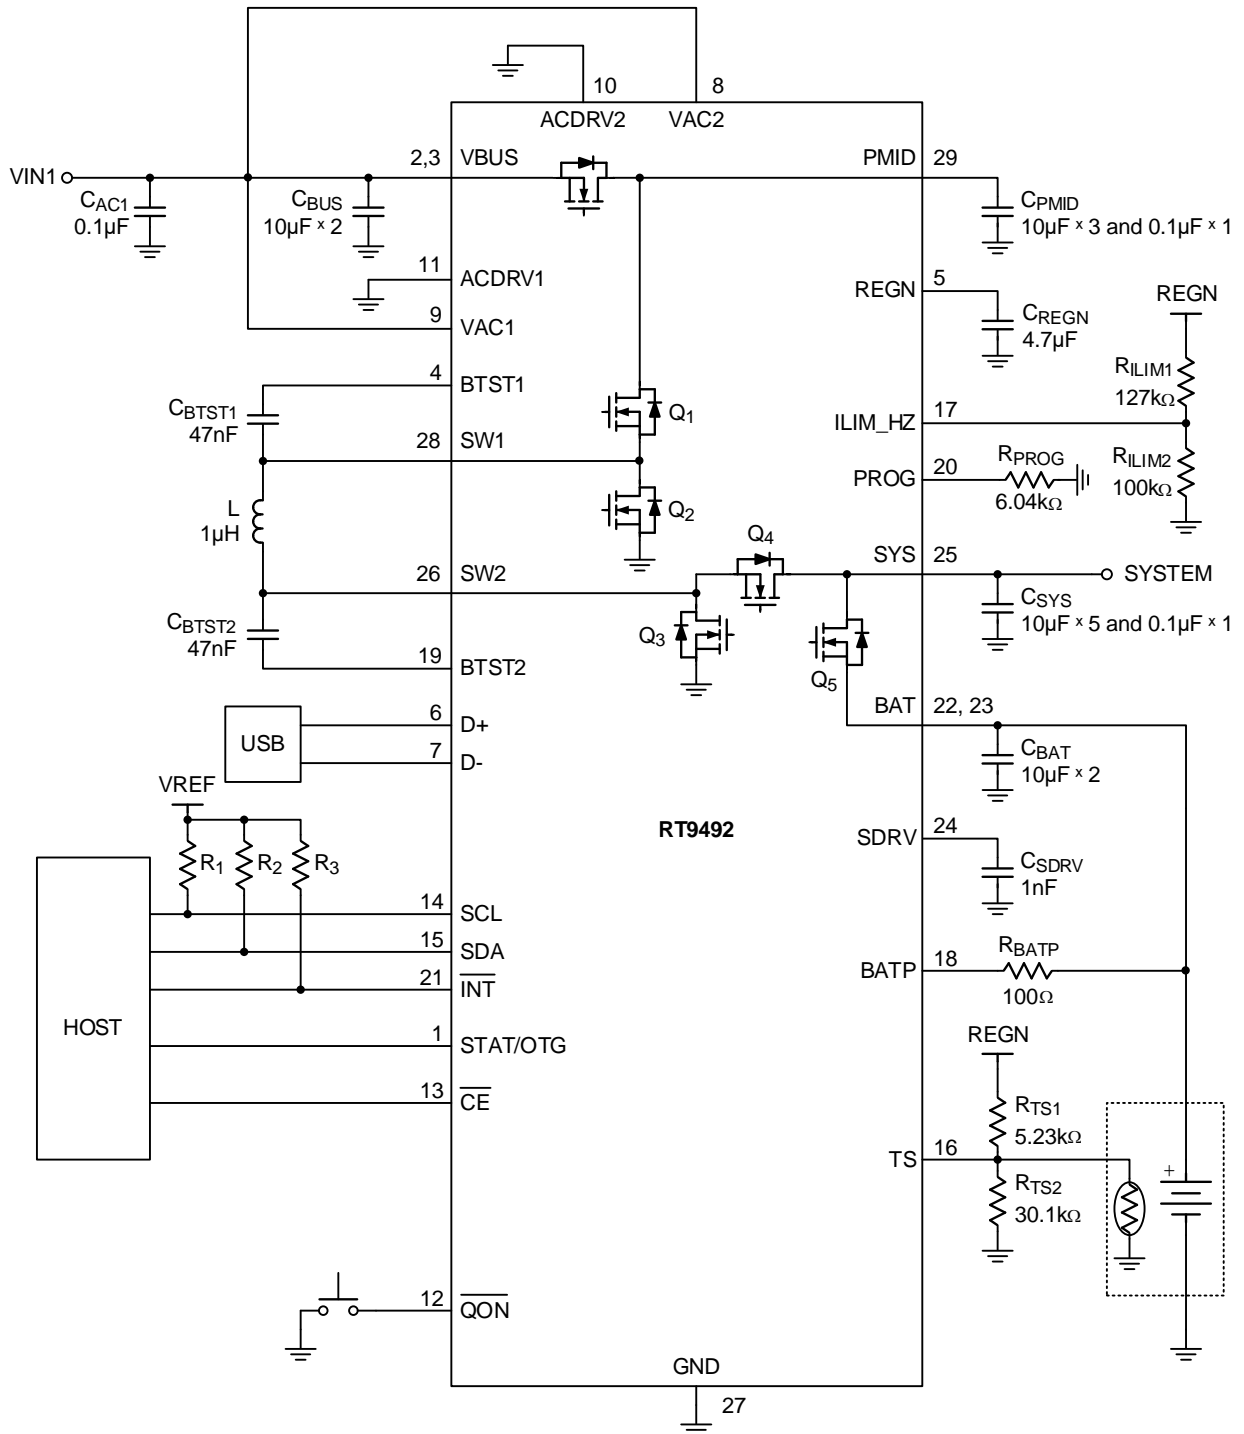 10
8
ACDRV2
VAC2
VIN1
2,3
VBUS
PMID
29
CAC1
0.1µF
CBUS
10µF x 2
CPMID
10µF x 3 and 0.1µF x 1
11
ACDRV1
REGN
5
REGN
9
VAC1
CREGN
4.7µF
4
BTST1
RILIM1
127kΩ
CBTST1
47nF
Q1
ILIM_HZ
17
28
SW1
PROG
20
RPROG
6.04kΩ
RILIM2
100kΩ
L
1µH
Q2
Q4
SYS
25
SYSTEM
26
SW2
CSYS
10µF x 5 and 0.1µF x 1
CBTST2
47nF
Q3
Q5
19
BTST2
BAT
22, 23
6
D+
USB
7
D-
CBAT
10µF x 2
VREF
RT9492
SDRV
24
R1
R2
R3
CSDRV
1nF
14
SCL
15
SDA
BATP
18
RBATP
100Ω
21
INT
HOST
1
STAT/OTG
REGN
13
CE
RTS1
5.23kΩ
TS
16
+
RTS2
30.1kΩ
12
QON
GND
27